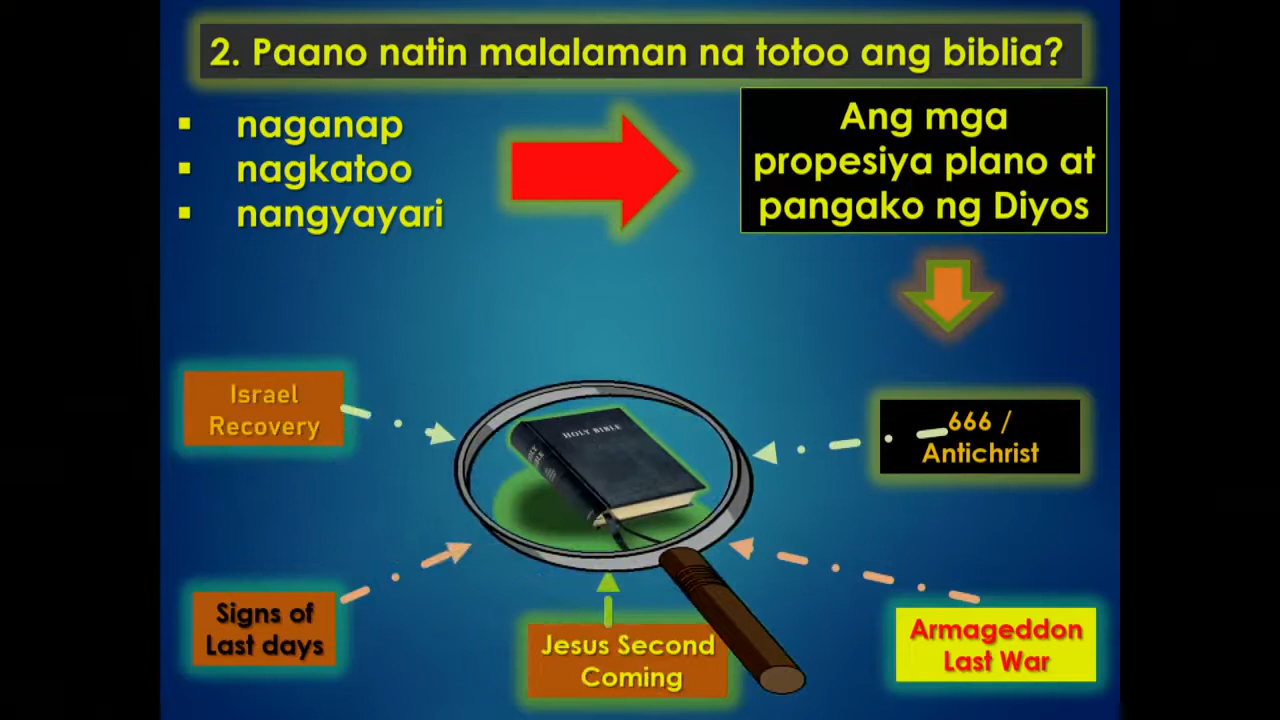 2. Paano natin malalaman na totoo ang biblia?
▪ naganap
▪ nagkatoo
▪ nangyayari
Ang mga
propesiya plano at
pangako ng Diyos
Israel
Recovery
HOLY BIBLE
666 /
Antichrist
Signs of
Last days
Jesus Second
Coming
Armageddon
Last War